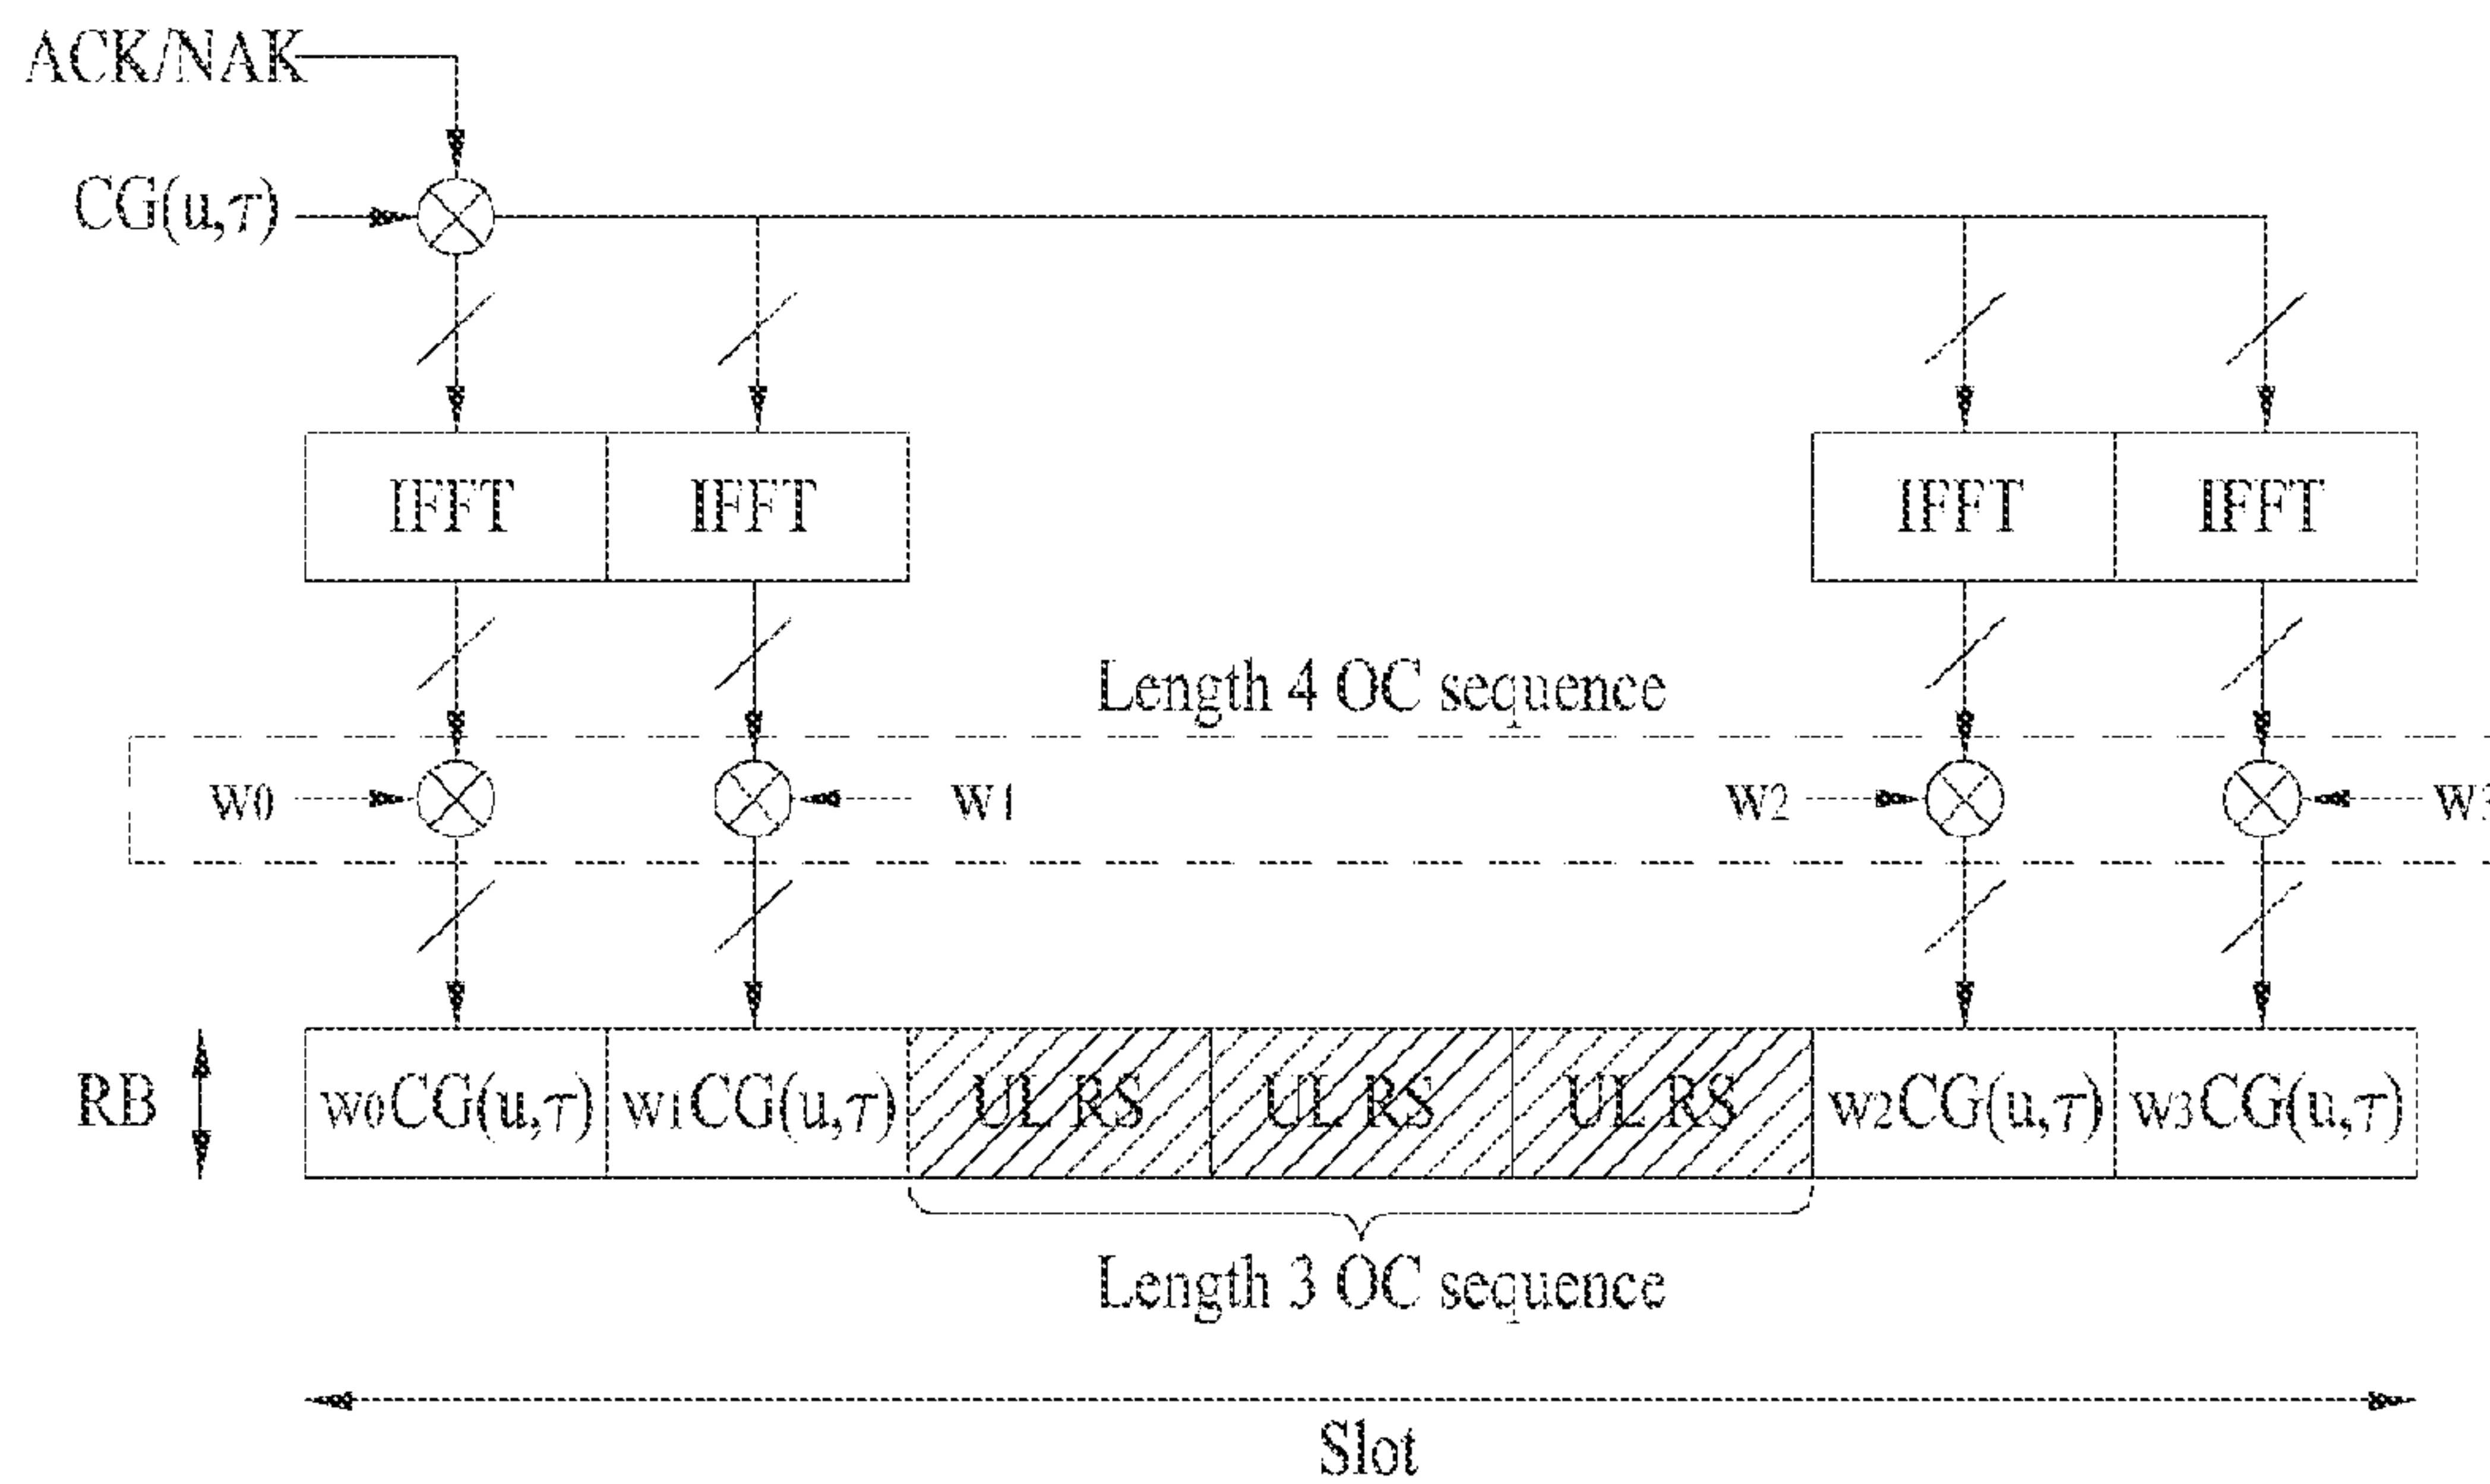 ACK/NAK
CG(u,τ)
IFFT IFFT IFFT IFFT
Length 4 OC sequence
W0 W1 W2 W3
RB w0CG(u,τ) w1CG(u,τ) UL RS UL RS UL RS w2CG(u,τ) w3CG(u,τ)
Length 3 OC sequence
Slot